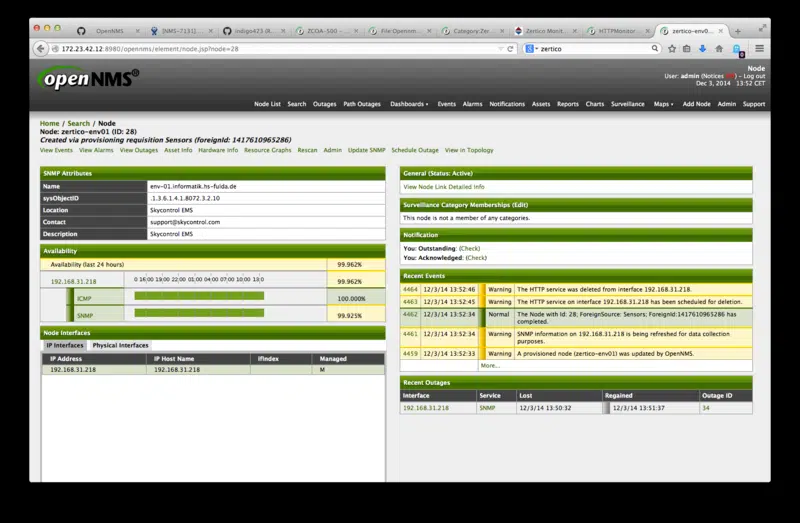 OpenNMS
[NMS-7131]
indigo423 (R...
ZCOA-500 -
File:Opennm...
Category:Zer...
Zertico Monit...
HTTPMonitor...
zertico-env0...
172.23.42.12:8980/opennms/element/node.jsp?node=28
zertico
openNMS®
Node
User: admin (Notices) - Log out
Dec 3, 2014 13:52 CET
Node List Search Outages Path Outages Dashboards Events Alarms Notifications Assets Reports Charts Surveillance Maps Add Node Admin Support
Home / Search / Node
Node: zertico-env01 (ID: 28)
Created via provisioning requisition Sensors (foreignId: 1417610965286)
View Events View Alarms View Outages Asset Info Hardware Info Resource Graphs Rescan Admin Update SNMP Schedule Outage View in Topology
SNMP Attributes
Name env-01.informatik.hs-fulda.de
sysObjectID .1.3.6.1.4.1.8072.3.2.10
Location Skycontrol EMS
Contact support@skycontrol.com
Description Skycontrol EMS
Availability
Availability (last 24 hours) 99.962%
192.168.31.218 0 16:00 19:00 22:00 01:00 04:00 07:00 10:00 13:0 99.962%
ICMP 100.000%
SNMP 99.925%
Node Interfaces
IP Interfaces Physical Interfaces
IP Address IP Host Name ifIndex Managed
192.168.31.218 192.168.31.218 M
General (Status: Active)
View Node Link Detailed Info
Surveillance Category Memberships (Edit)
This node is not a member of any categories.
Notification
You: Outstanding: (Check)
You: Acknowledged: (Check)
Recent Events
4464 12/3/14 13:52:46 Warning The HTTP service was deleted from interface 192.168.31.218.
4463 12/3/14 13:52:45 Warning The HTTP service on interface 192.168.31.218 has been scheduled for deletion.
4462 12/3/14 13:52:34 Normal The Node with Id: 28; ForeignSource: Sensors; ForeignId:1417610965286 has
completed.
4461 12/3/14 13:52:34 Warning SNMP information on 192.168.31.218 is being refreshed for data collection
purposes.
4459 12/3/14 13:52:33 Warning A provisioned node (zertico-env01) was updated by OpenNMS.
More...
Recent Outages
Interface Service Lost Regained Outage ID
192.168.31.218 SNMP 12/3/14 13:50:32 12/3/14 13:51:37 34